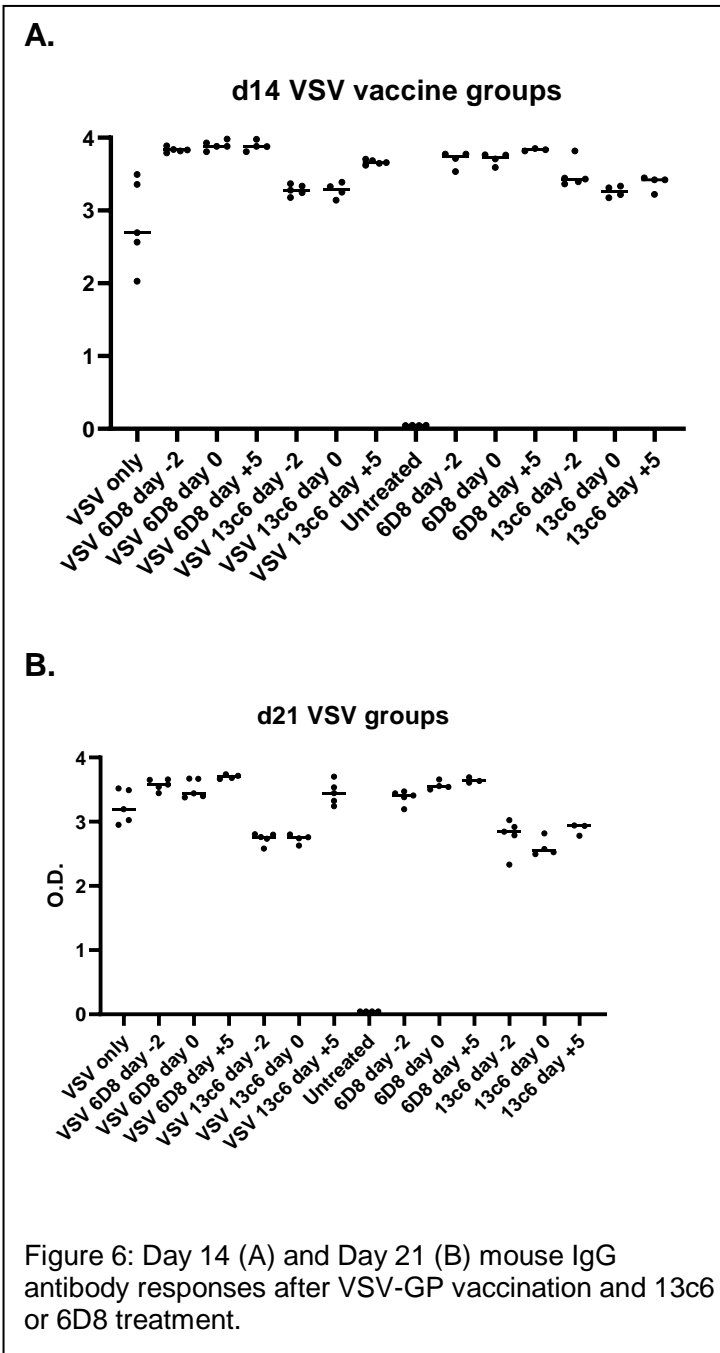 A.
d14 VSV vaccine groups
4
3
2
1
0
VSV only
VSV 6D8 day -2
VSV 6D8 day 0
VSV 6D8 day +5
VSV 13c6 day -2
VSV 13c6 day 0
VSV 13c6 day +5
Untreated
6D8 day -2
6D8 day 0
6D8 day +5
13c6 day -2
13c6 day 0
13c6 day +5
B.
d21 VSV groups
O.D.
4
3
2
1
0
VSV only
VSV 6D8 day -2
VSV 6D8 day 0
VSV 6D8 day +5
VSV 13c6 day -2
VSV 13c6 day 0
VSV 13c6 day +5
Untreated
6D8 day -2
6D8 day 0
6D8 day +5
13c6 day -2
13c6 day 0
13c6 day +5
Figure 6: Day 14 (A) and Day 21 (B) mouse IgG
antibody responses after VSV-GP vaccination and 13c6
or 6D8 treatment.